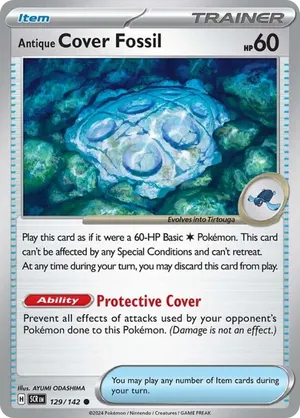 Item
TRAINER
Antique Cover Fossil
HP 60
Evolves into Tirtouga
Play this card as if it were a 60-HP Basic Pokémon. This card
can't be affected by any Special Conditions and can't retreat.
At any time during your turn, you may discard this card from play.
Ability Protective Cover
Prevent all effects of attacks used by your opponent's
Pokémon done to this Pokémon. (Damage is not an effect.)
Illus. AYUMI ODASHIMA
H SCR EN 129/142
You may play any number of Item cards during
your turn.
©2024 Pokémon / Nintendo / Creatures / GAME FREAK